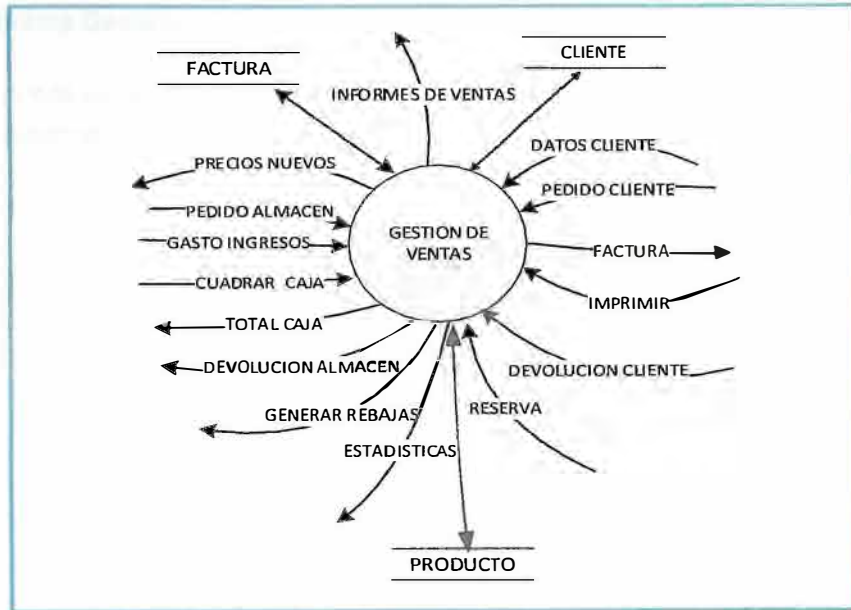 FACTURA
CLIENTE
INFORMES DE VENTAS
DATOS CLIENTE
PRECIOS NUEVOS
PEDIDO CLIENTE
PEDIDO ALMACEN
GESTIÓN DE
VENTAS
GASTO INGRESOS
FACTURA
CUADRAR CAJA
IMPRIMIR
TOTAL CAJA
DEVOLUCION ALMACEN
DEVOLUCION CLIENTE
GENERAR REBAJAS
RESERVA
ESTADISTICAS
PRODUCTO